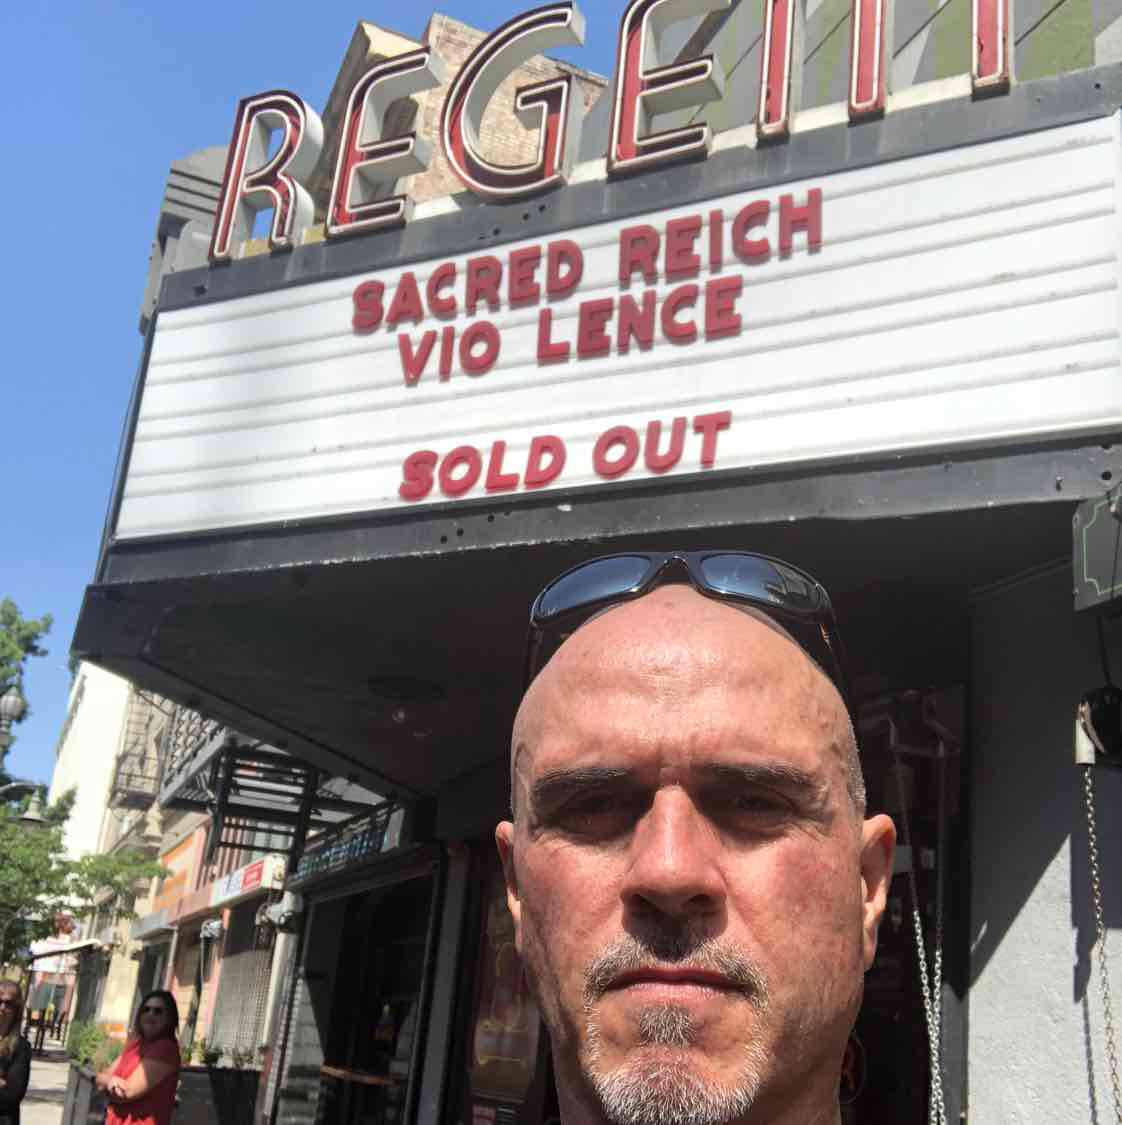 REGENT
SACRED REICH
VIO LENCE
SOLD OUT